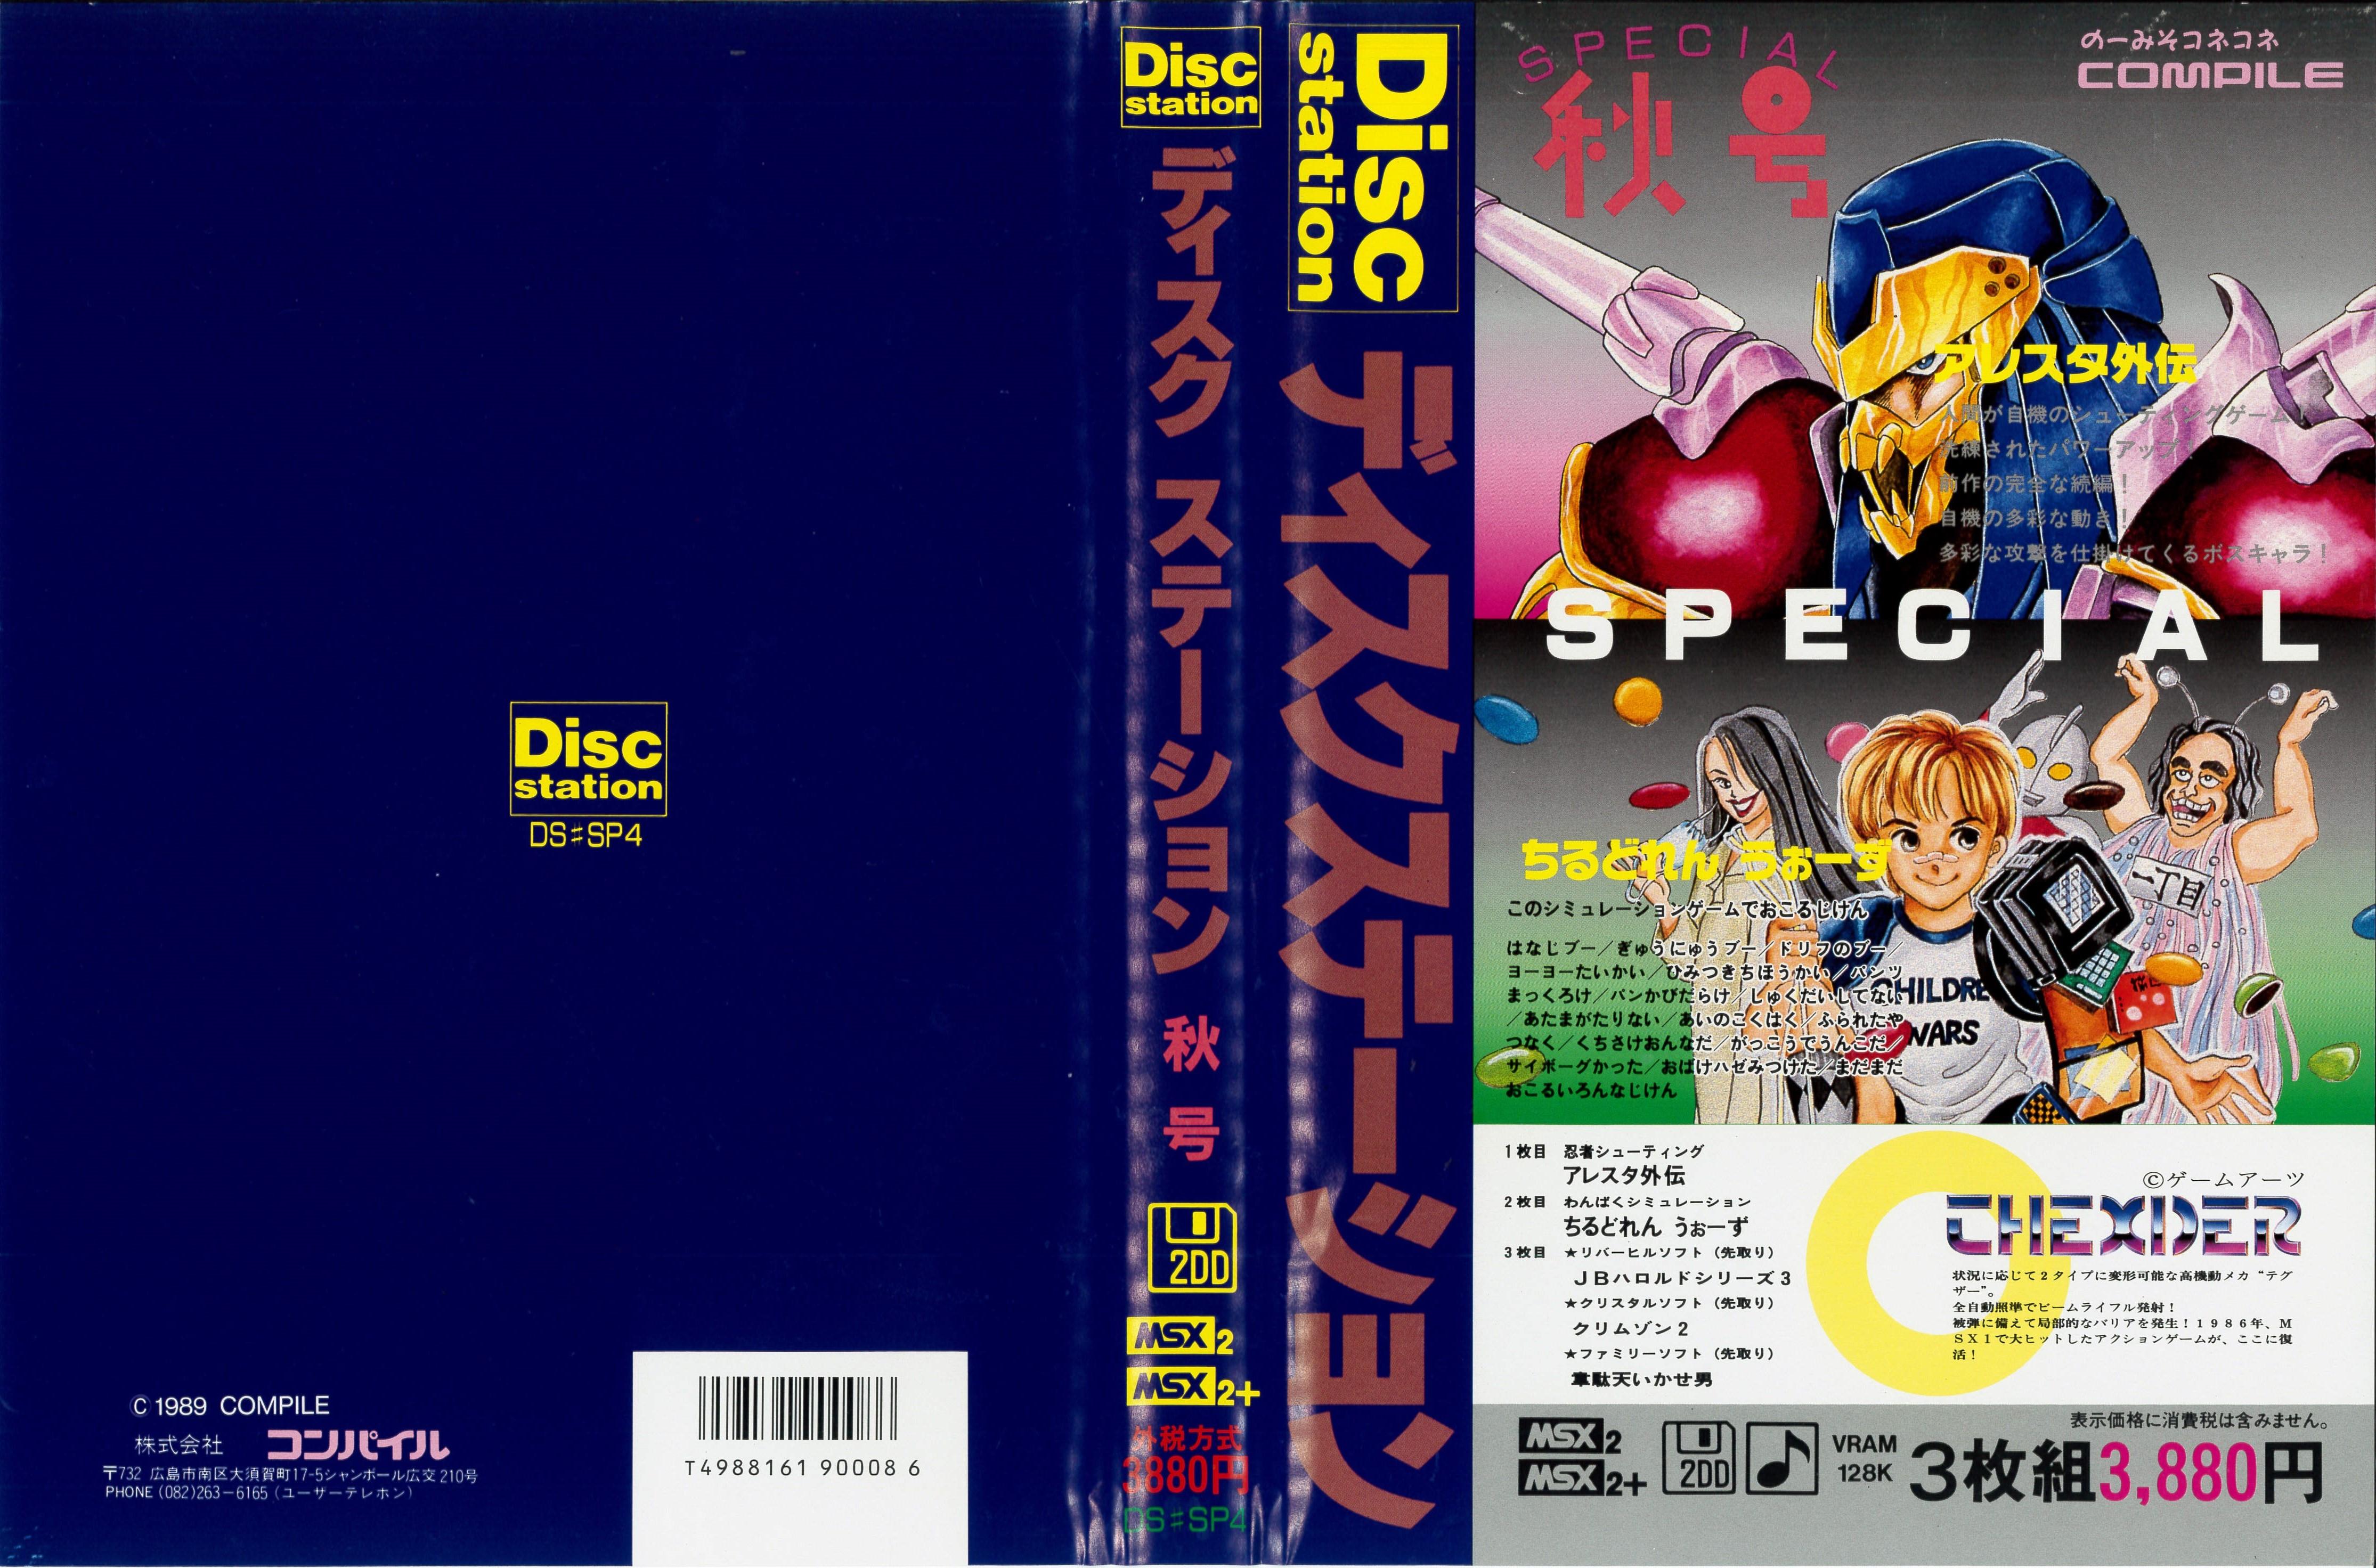 Disc
station
DS♯SP4
©1989 COMPILE
株式会社 コンパイル
〒732 広島市南区大須賀町17-5シャンボール広交210号
PHONE (082)263-6165 (ユーザーテレホン)
T4988161 90008 6
Disc
station
ディスク ステーション 秋号
2DD
MSX2
MSX2+
外税方式
3880円
DS♯SP4
Disc
station
ディスクステーション
SPECIAL
秋号
のーみそコネコネ
COMPILE
アレスタ外伝
人間が自機のシューティングゲーム!
洗練されたパワーアップ!
前作の完全な続編!
自機の多彩な動き!
多彩な攻撃を仕掛けてくるボスキャラ!
SPECIAL
一丁目
CHILDRE
WARS
ちるどれん うぉーず
このシミュレーションゲームでおこるじけん
はなじブー/ぎゅうにゅうブー/ドリフのブー/
ヨーヨーたいかい/ひみつきちほうかい/パンツ
まっくろけ/パンかびだらけ/しゅくだいしてない
/あたまがたりない/あいのこくはく/ふられたや
つなく/くちさけおんなだ/がっこうでうんこだ/
サイボーグかった/おばけハゼみつけた/まだまだ
おこるいろんなじけん
1枚目 忍者シューティング
アレスタ外伝
2枚目 わんぱくシミュレーション
ちるどれん うぉーず
3枚目 ★リバーヒルソフト(先取り)
JBハロルドシリーズ3
★クリスタルソフト(先取り)
クリムゾン2
★ファミリーソフト(先取り)
韋駄天いかせ男
©ゲームアーツ
THEXDER
状況に応じて2タイプに変形可能な高機動メカ“テグ
ザー”。
全自動照準でビームライフル発射!
被弾に備えて局部的なバリアを発生!1986年、M
SX1で大ヒットしたアクションゲームが、ここに復
活!
表示価格に消費税は含みません。
MSX2
MSX2+
2DD
VRAM
128K
3枚組3,880円